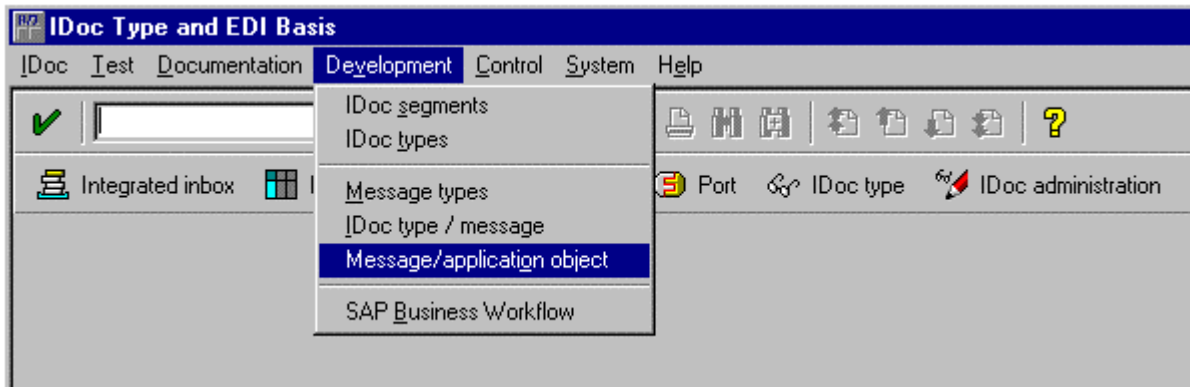 IDoc Type and EDI Basis
IDoc Test Documentation Development Control System Help
IDoc segments
IDoc types
Integrated inbox Port IDoc type IDoc administration
Message types
IDoc type / message
Message/application object
SAP Business Workflow